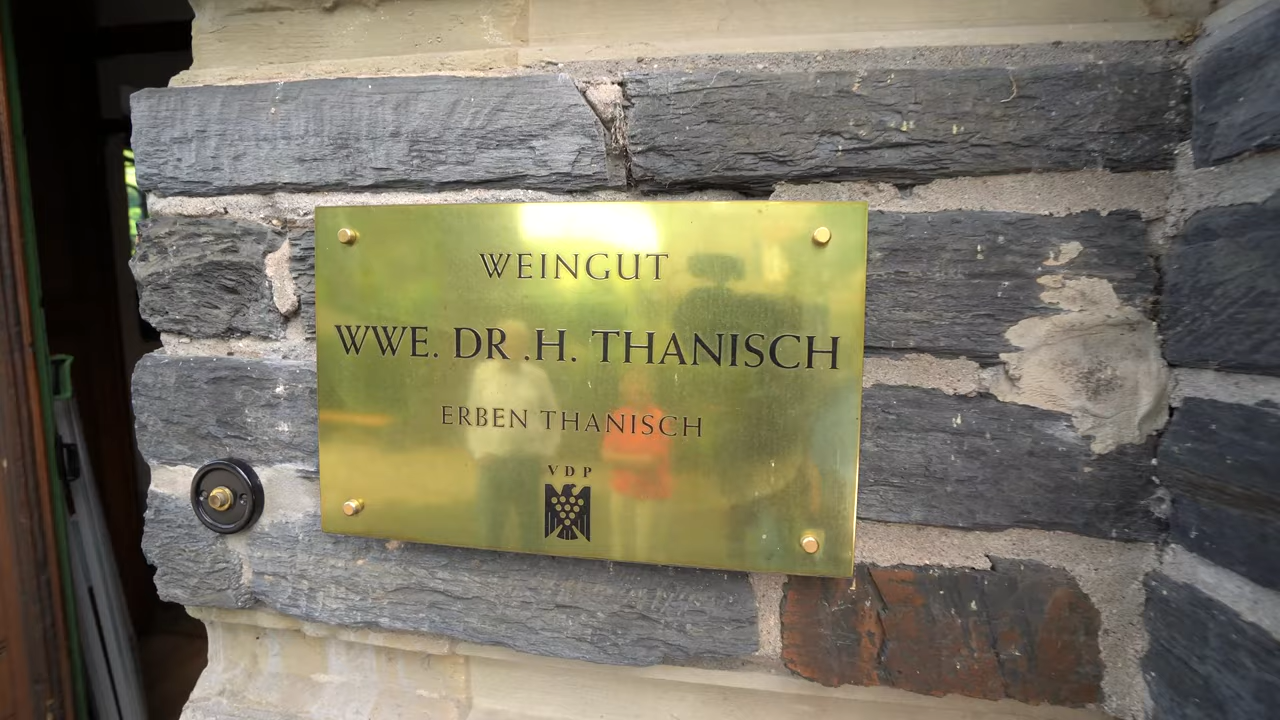 WEINGUT
WWE. DR .H. THANISCH
ERBEN THANISCH
VDP